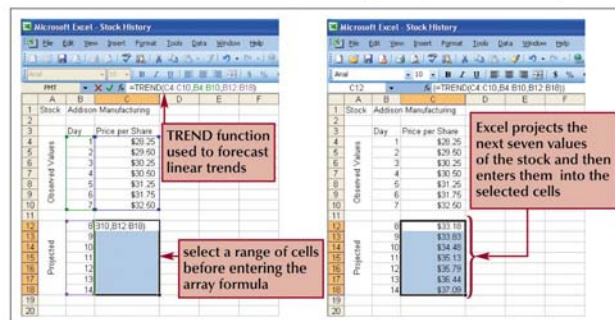 Microsoft Excel - Stock History
File Edit View Insert Format Tools Data Window Help
Arial 10 B I U $ %
PMT =TREND(C4:C10,B4:B10,B12:B18)
A B C D E F
1 Stock Addison Manufacturing
2
3 Day Price per Share
Observed Values
4 1 $28.25
5 2 $29.50
6 3 $30.25
7 4 $30.50
8 5 $31.25
9 6 $31.75
10 7 $32.50
11
Projected
12 8 B10,B12:B18)
13 9
14 10
15 11
16 12
17 13
18 14
19
20
TREND function
used to forecast
linear trends
select a range of cells
before entering the
array formula
Microsoft Excel - Stock History
File Edit View Insert Format Tools Data Window Help
Arial 10 B I U $ %
C12 {=TREND(C4:C10,B4:B10,B12:B18)}
A B C D E F
1 Stock Addison Manufacturing
2
3 Day Price per Share
Observed Values
4 1 $28.25
5 2 $29.50
6 3 $30.25
7 4 $30.50
8 5 $31.25
9 6 $31.75
10 7 $32.50
11
Projected
12 8 $33.18
13 9 $33.83
14 10 $34.48
15 11 $35.13
16 12 $35.79
17 13 $36.44
18 14 $37.09
19
20
Excel projects the
next seven values
of the stock and then
enters them into the
selected cells